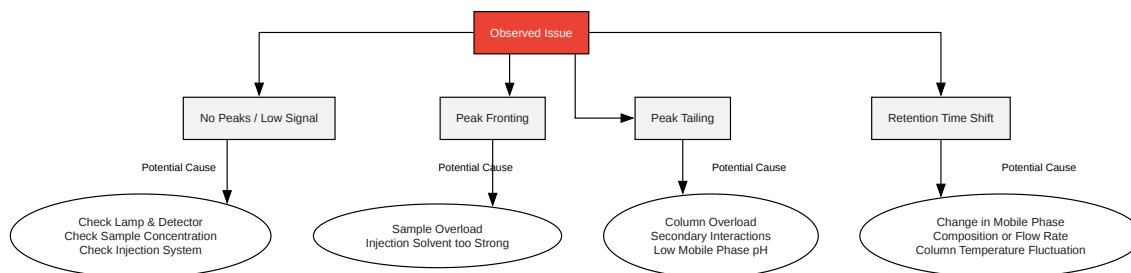 Observed Issue
No Peaks / Low Signal
Peak Fronting
Peak Tailing
Retention Time Shift
Potential Cause
Potential Cause
Potential Cause
Potential Cause
Check Lamp & Detector
Check Sample Concentration
Check Injection System
Sample Overload
Injection Solvent too Strong
Column Overload
Secondary Interactions
Low Mobile Phase pH
Change in Mobile Phase
Composition or Flow Rate
Column Temperature Fluctuation